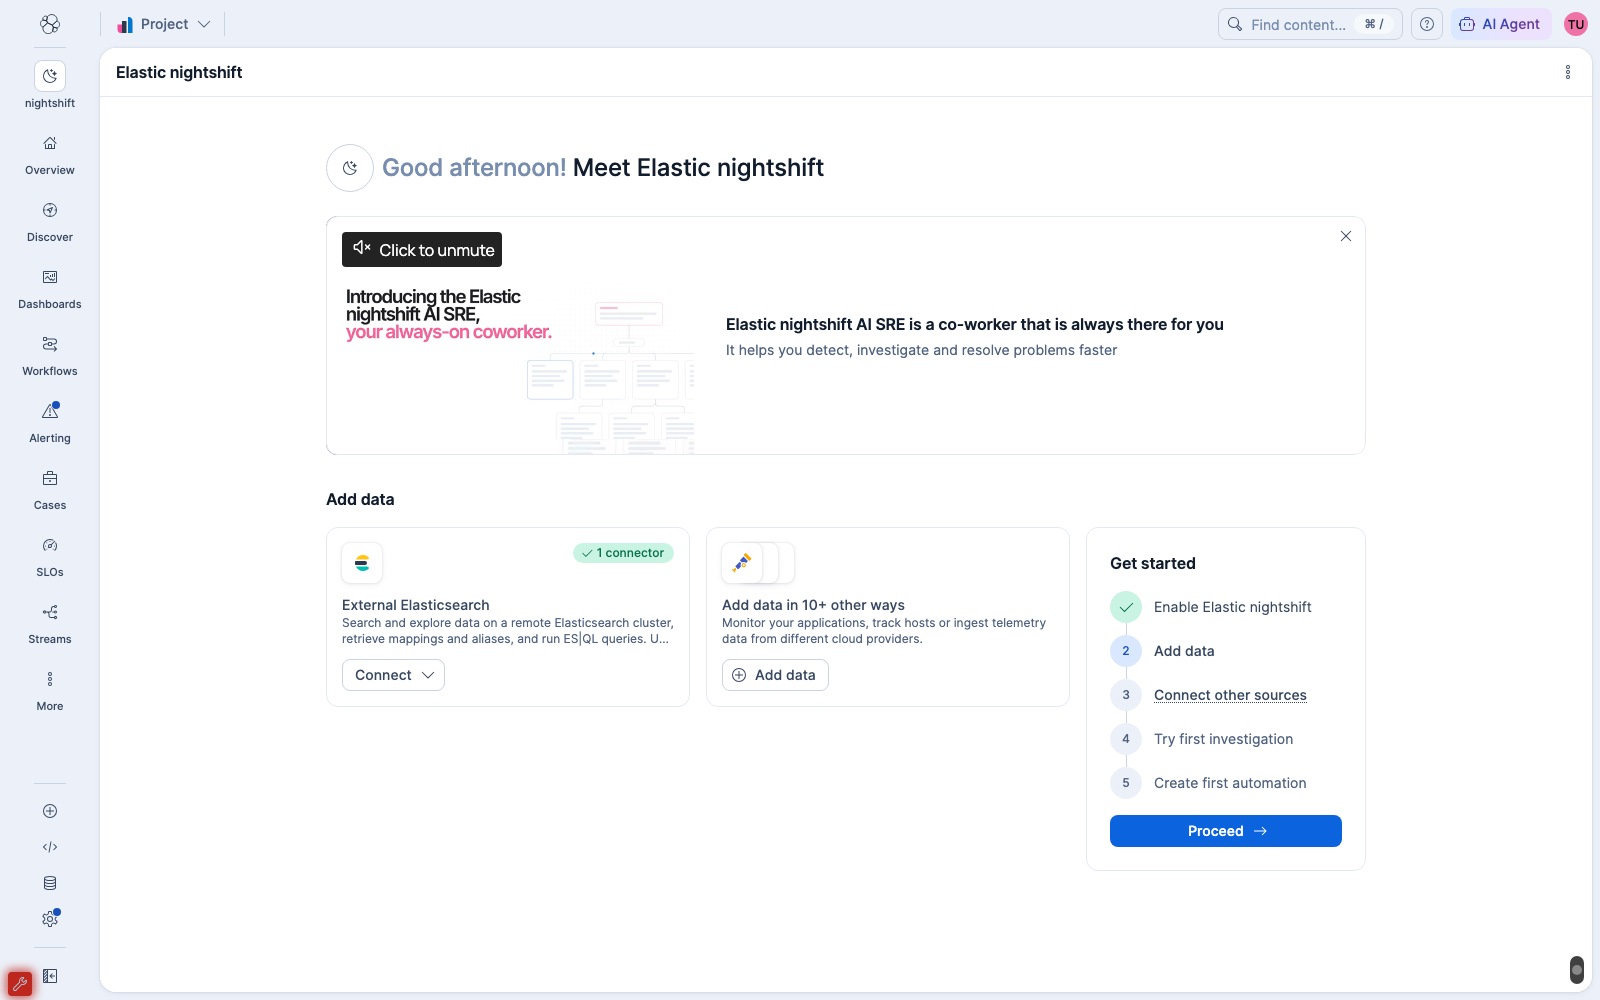 Project
Find content...
⌘ /
AI Agent
TU
nightshift
Overview
Discover
Dashboards
Workflows
Alerting
Cases
SLOs
Streams
More
Elastic nightshift
Good afternoon! Meet Elastic nightshift
Click to unmute
Introducing the Elastic
nightshift AI SRE,
your always-on coworker.
Elastic nightshift AI SRE is a co-worker that is always there for you
It helps you detect, investigate and resolve problems faster
Add data
1 connector
External Elasticsearch
Search and explore data on a remote Elasticsearch cluster,
retrieve mappings and aliases, and run ES|QL queries. U...
Connect
Add data in 10+ other ways
Monitor your applications, track hosts or ingest telemetry
data from different cloud providers.
Add data
Get started
Enable Elastic nightshift
2 Add data
3 Connect other sources
4 Try first investigation
5 Create first automation
Proceed